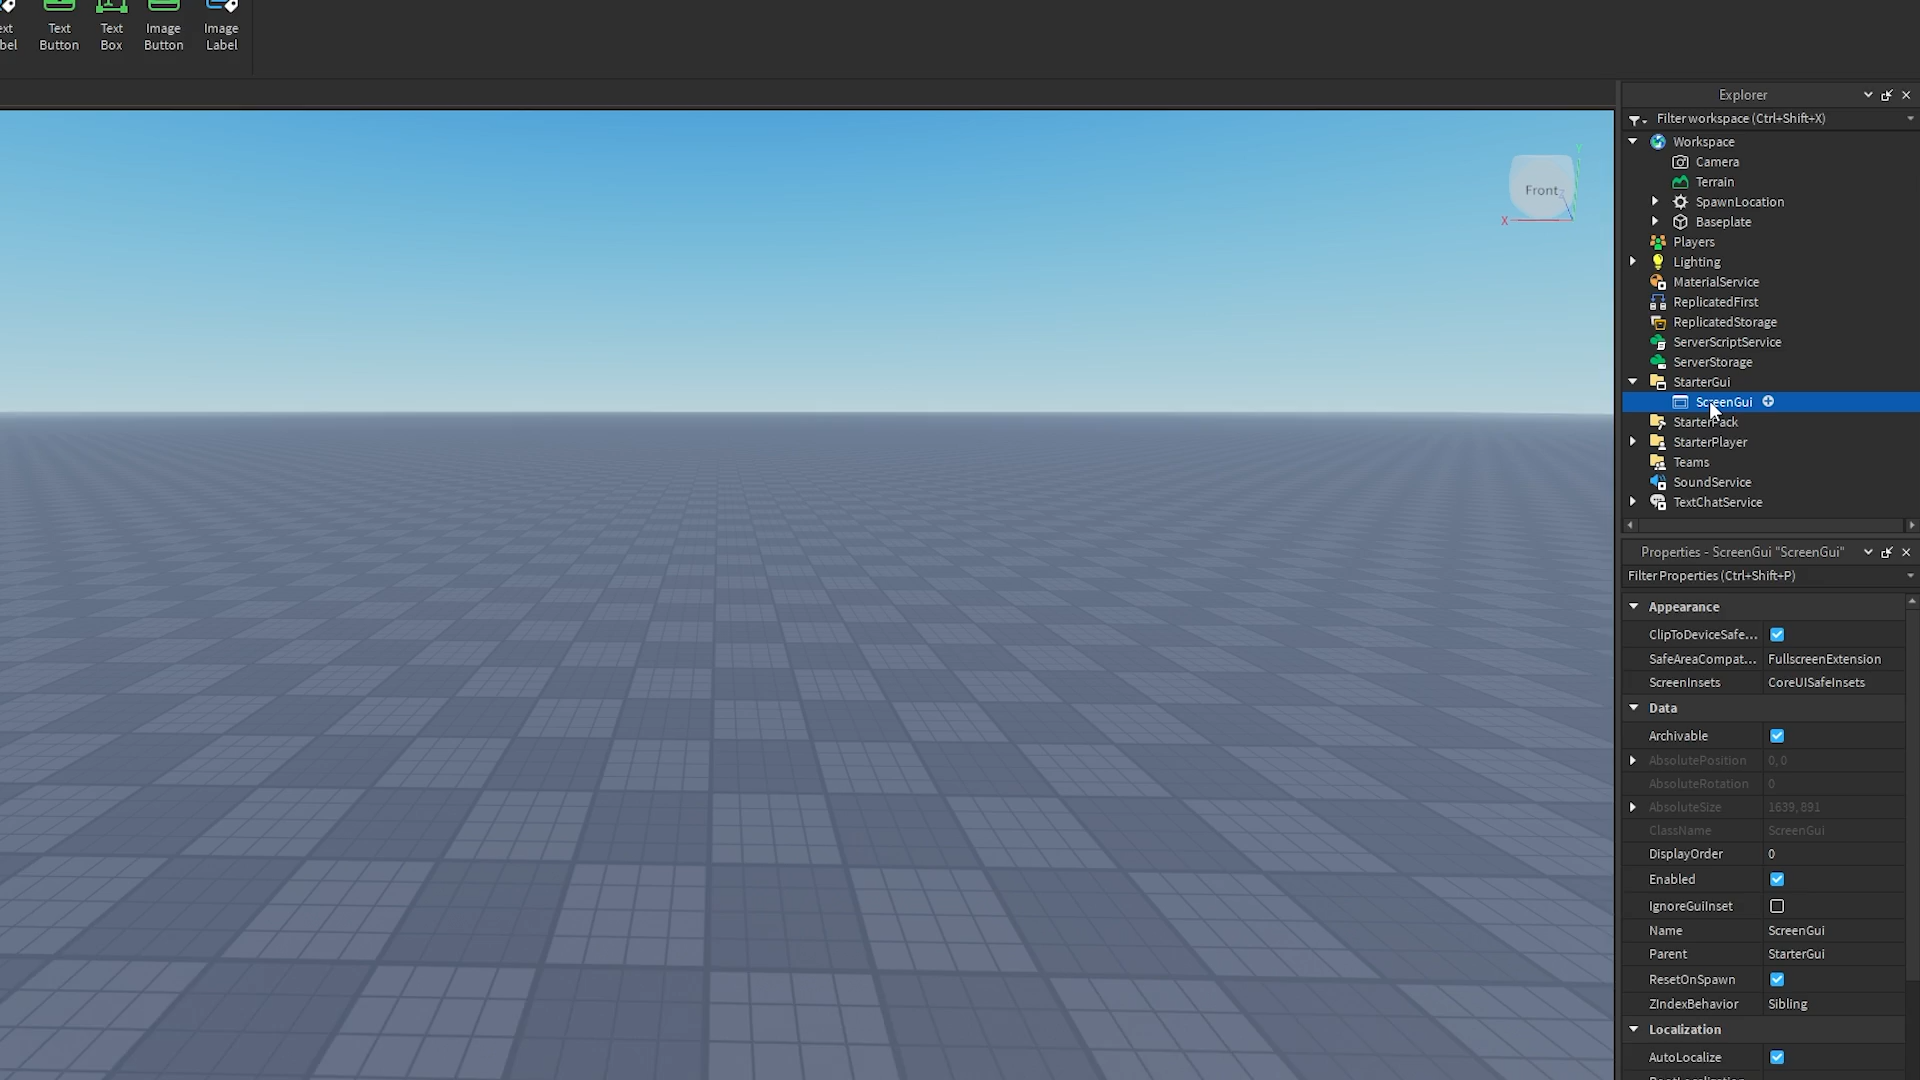 Text
Button
Text
Box
Image
Button
Image
Label
Explorer
Filter workspace (Ctrl+Shift+X)
Workspace
Camera
Terrain
SpawnLocation
Baseplate
Players
Lighting
MaterialService
ReplicatedFirst
ReplicatedStorage
ServerScriptService
ServerStorage
StarterGui
ScreenGui
StarterPack
StarterPlayer
Teams
SoundService
TextChatService
Front
X
Y
Z
Properties - ScreenGui "ScreenGui"
Filter Properties (Ctrl+Shift+P)
Appearance
ClipToDeviceSafe...
SafeAreaCompat... FullscreenExtension
ScreenInsets CoreUISafeInsets
Data
Archivable
AbsolutePosition 0, 0
AbsoluteRotation 0
AbsoluteSize 1639, 891
ClassName ScreenGui
DisplayOrder 0
Enabled
IgnoreGuiInset
Name ScreenGui
Parent StarterGui
ResetOnSpawn
ZIndexBehavior Sibling
Localization
AutoLocalize